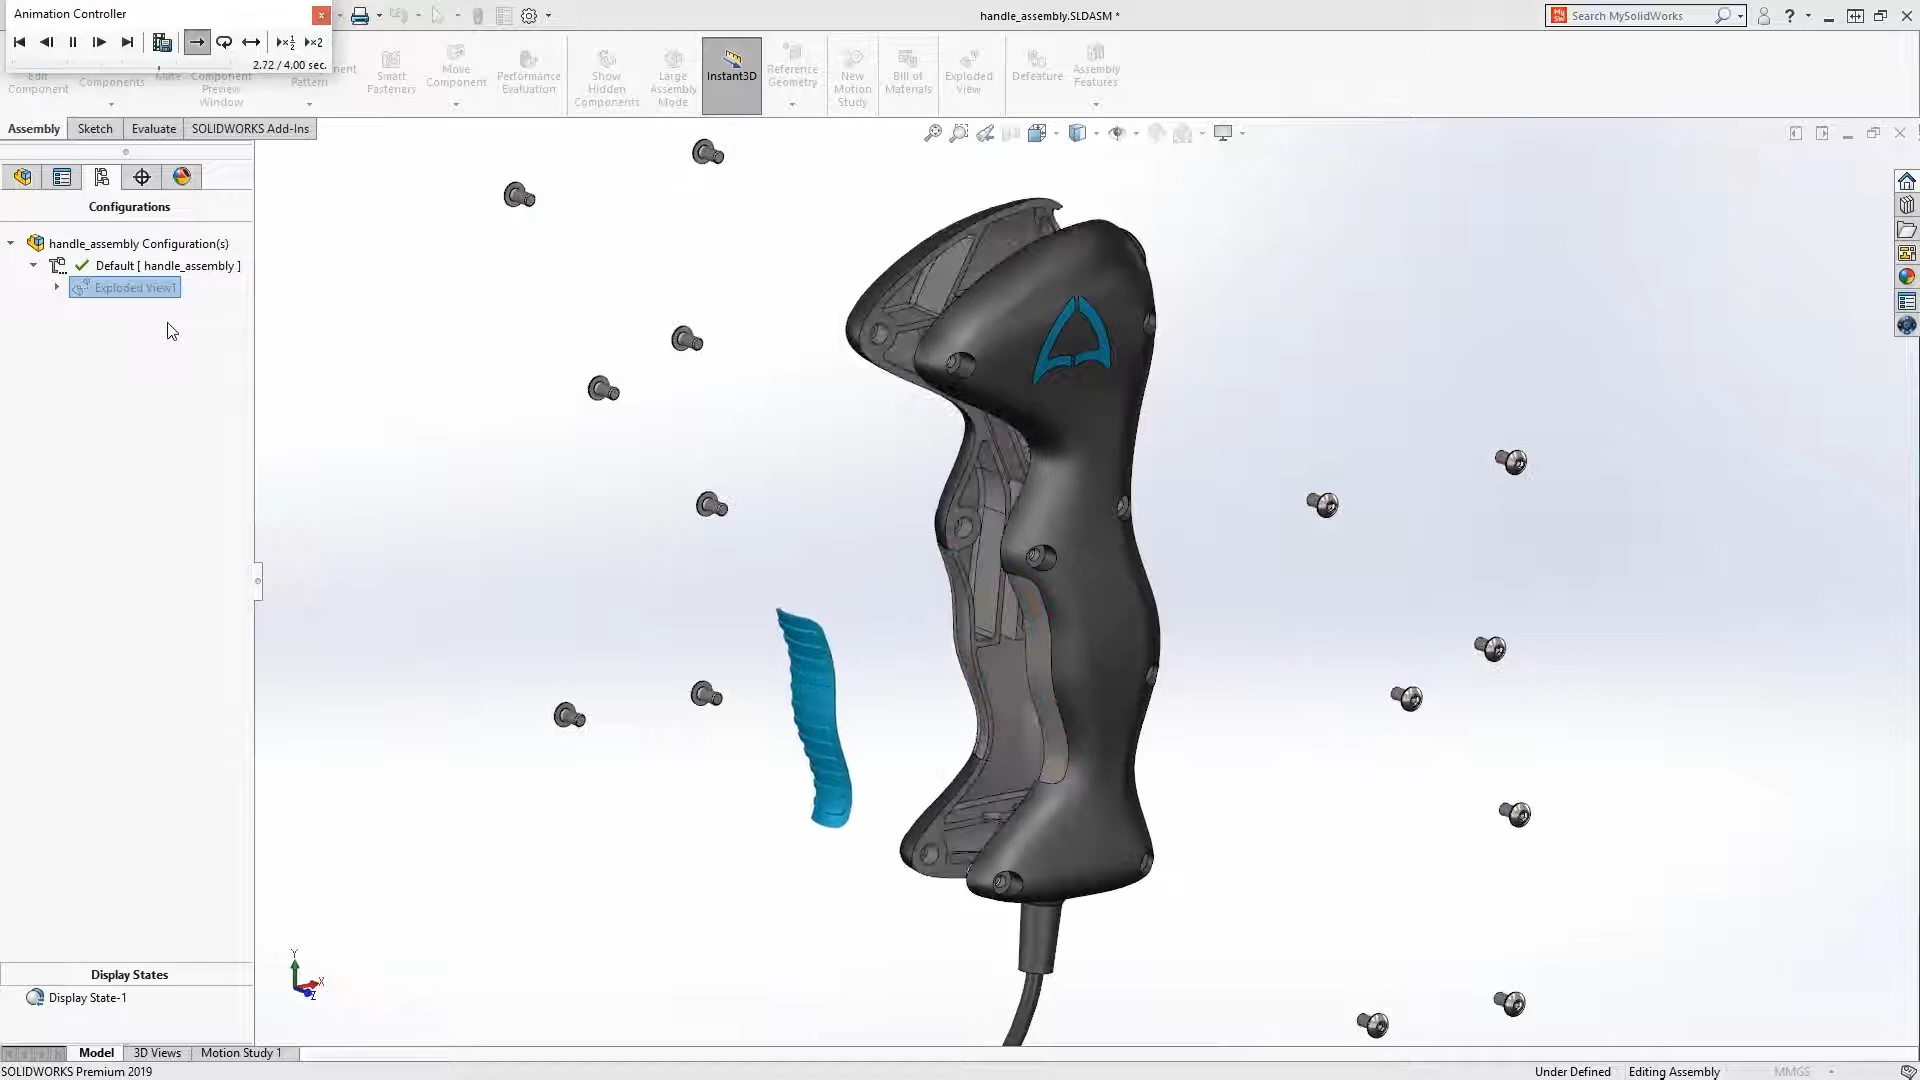 Animation Controller
handle_assembly.SLDASM *
Search MySolidWorks
2.72 / 4.00 sec.
Edit Component
Components
Mate
Component Preview Window
Pattern
Smart Fasteners
Move Component
Performance Evaluation
Show Hidden Components
Large Assembly Mode
Instant3D
Reference Geometry
New Motion Study
Bill of Materials
Exploded View
Defeature
Assembly Features
Assembly
Sketch
Evaluate
SOLIDWORKS Add-Ins
Configurations
handle_assembly Configuration(s)
Default [ handle_assembly ]
Exploded View1
Y
X
Z
Display States
Display State-1
Model
3D Views
Motion Study 1
SOLIDWORKS Premium 2019
Under Defined
Editing Assembly
MMGS